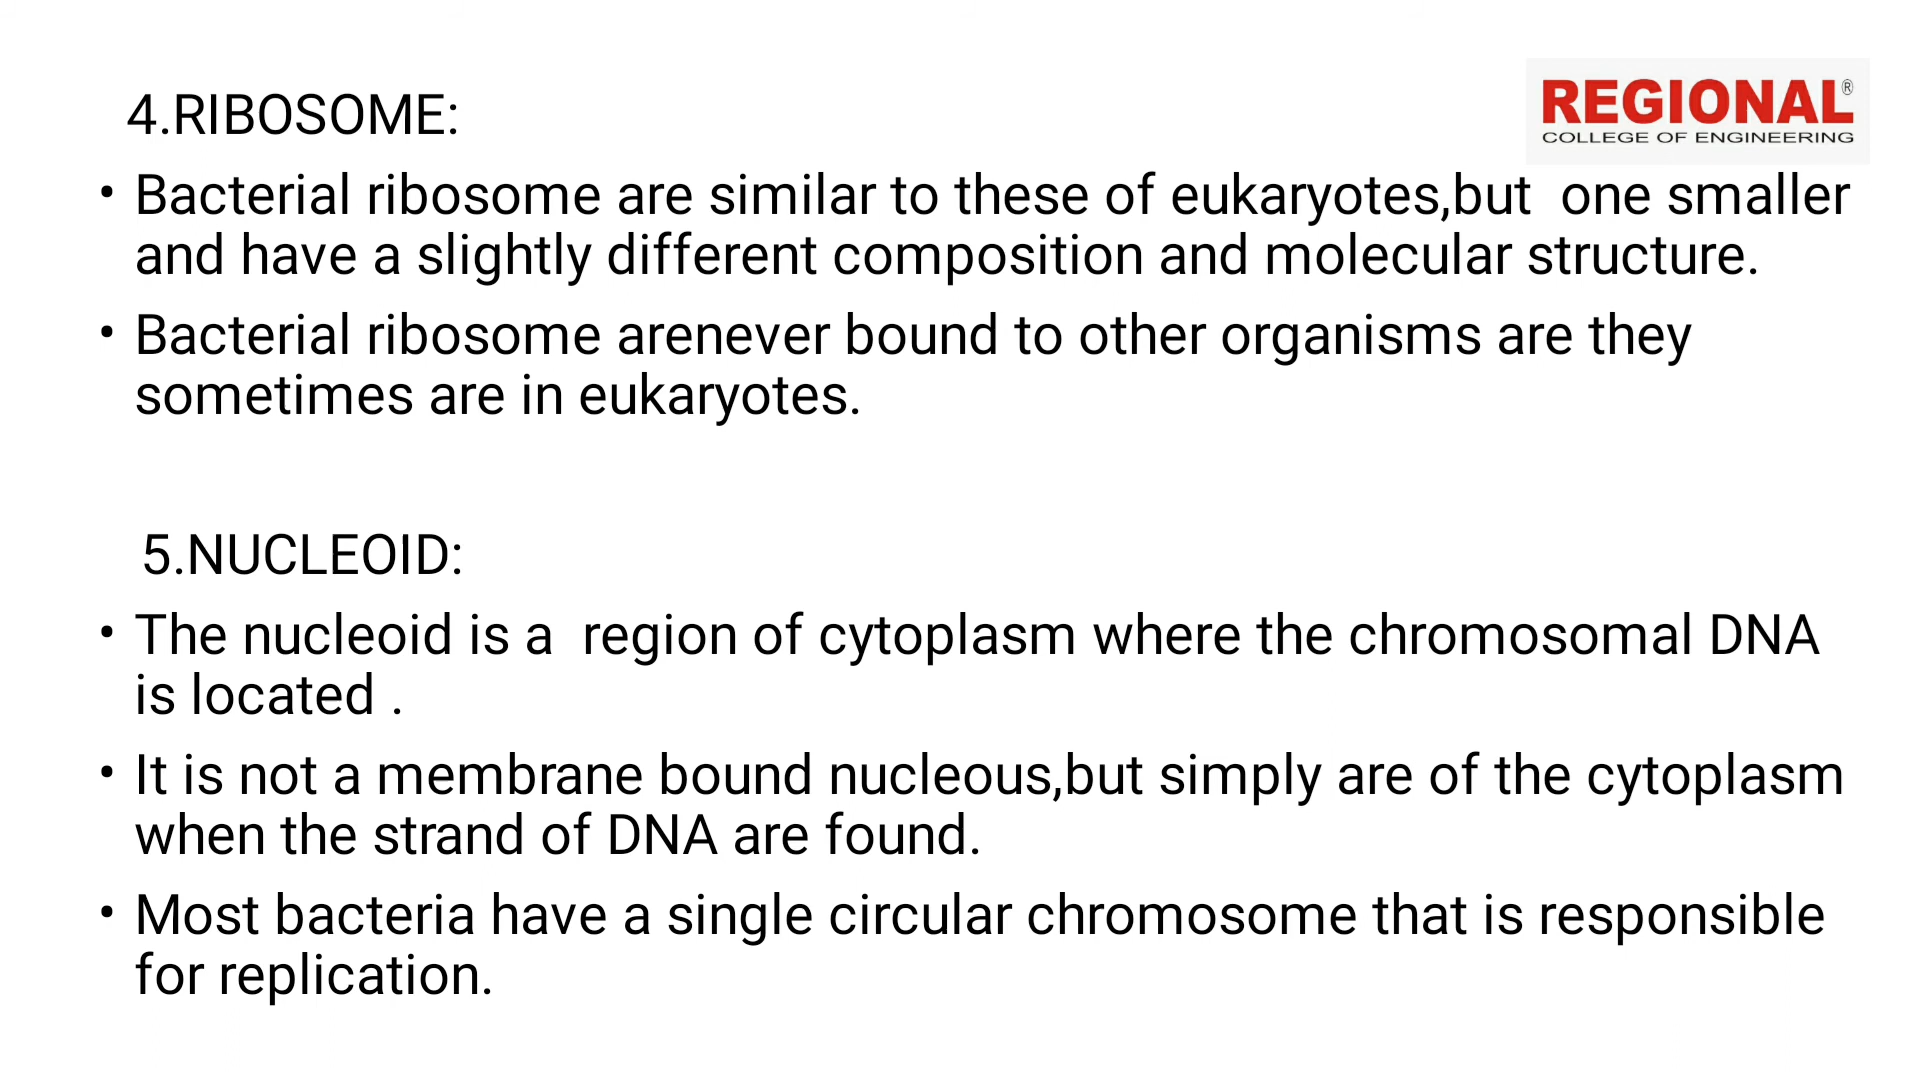 4.RIBOSOME:
REGIONAL®
COLLEGE OF ENGINEERING
• Bacterial ribosome are similar to these of eukaryotes,but  one smaller
and have a slightly different composition and molecular structure.
• Bacterial ribosome arenever bound to other organisms are they
sometimes are in eukaryotes.
5.NUCLEOID:
• The nucleoid is a  region of cytoplasm where the chromosomal DNA
is located .
• It is not a membrane bound nucleous,but simply are of the cytoplasm
when the strand of DNA are found.
• Most bacteria have a single circular chromosome that is responsible
for replication.